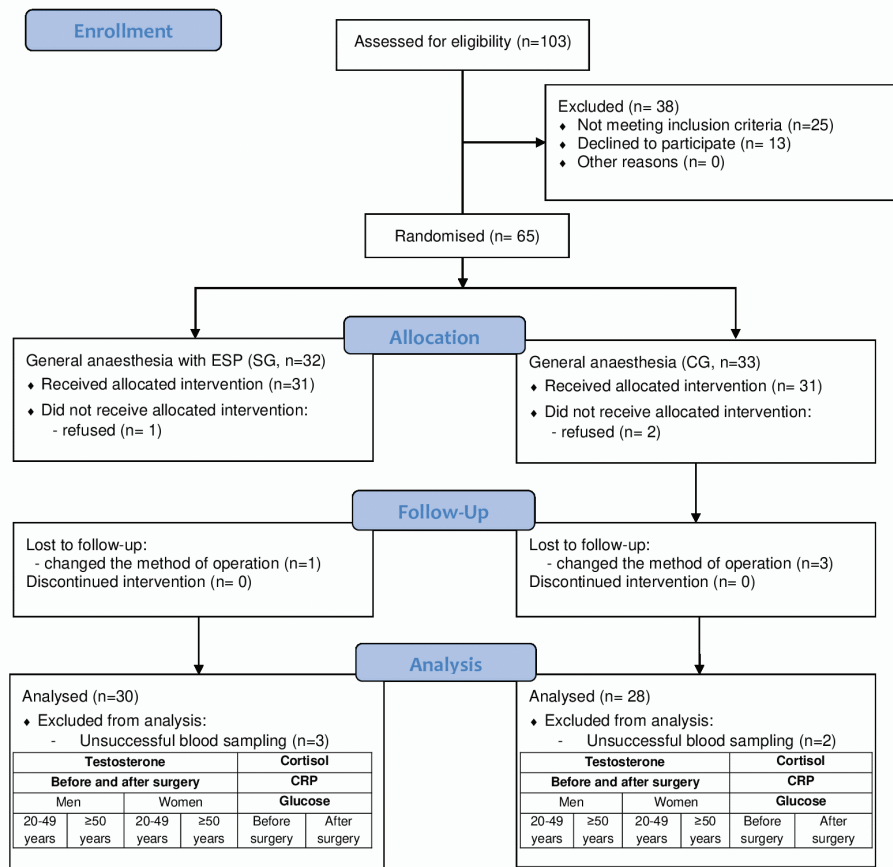 Enrollment
Assessed for eligibility (n=103)
Excluded (n= 38)
♦ Not meeting inclusion criteria (n=25)
♦ Declined to participate (n= 13)
♦ Other reasons (n= 0)
Randomised (n= 65)
Allocation
General anaesthesia with ESP (SG, n=32)
♦ Received allocated intervention (n=31)
♦ Did not receive allocated intervention:
- refused (n= 1)
General anaesthesia (CG, n=33)
♦ Received allocated intervention (n= 31)
♦ Did not receive allocated intervention:
- refused (n= 2)
Follow-Up
Lost to follow-up:
- changed the method of operation (n=1)
Discontinued intervention (n= 0)
Lost to follow-up:
- changed the method of operation (n=3)
Discontinued intervention (n= 0)
Analysis
Analysed (n=30)
♦ Excluded from analysis:
- Unsuccessful blood sampling (n=3)
Testosterone Cortisol
Before and after surgery CRP
Men Women Glucose
20-49 ≥50 20-49 ≥50 Before After
years years years years surgery surgery
Analysed (n= 28)
♦ Excluded from analysis:
- Unsuccessful blood sampling (n=2)
Testosterone Cortisol
Before and after surgery CRP
Men Women Glucose
20-49 ≥50 20-49 ≥50 Before After
years years years years surgery surgery